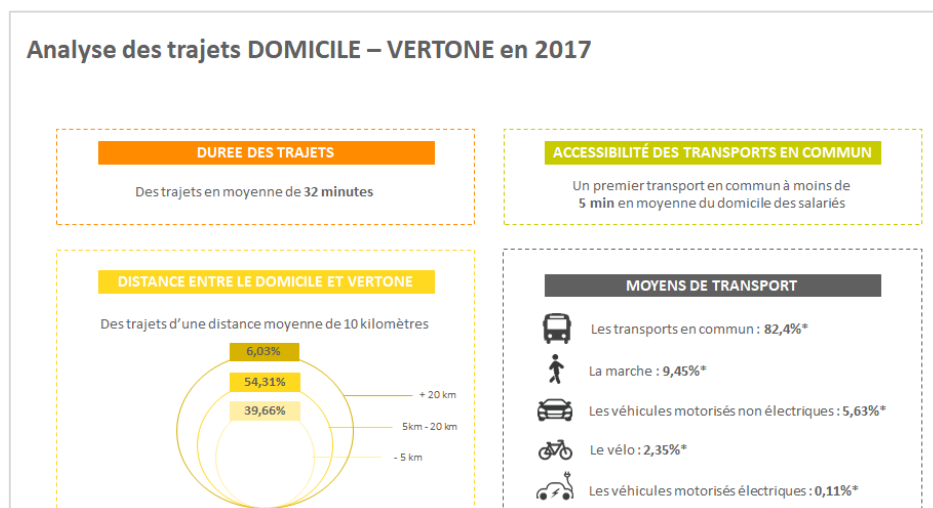 Analyse des trajets DOMICILE – VERTONE en 2017
DUREE DES TRAJETS
Des trajets en moyenne de 32 minutes
ACCESSIBILITÉ DES TRANSPORTS EN COMMUN
Un premier transport en commun à moins de
5 min en moyenne du domicile des salariés
DISTANCE ENTRE LE DOMICILE ET VERTONE
Des trajets d'une distance moyenne de 10 kilomètres
6,03%
54,31%
39,66%
+ 20 km
5km - 20 km
- 5 km
MOYENS DE TRANSPORT
Les transports en commun : 82,4%*
La marche : 9,45%*
Les véhicules motorisés non électriques : 5,63%*
Le vélo : 2,35%*
Les véhicules motorisés électriques : 0,11%*